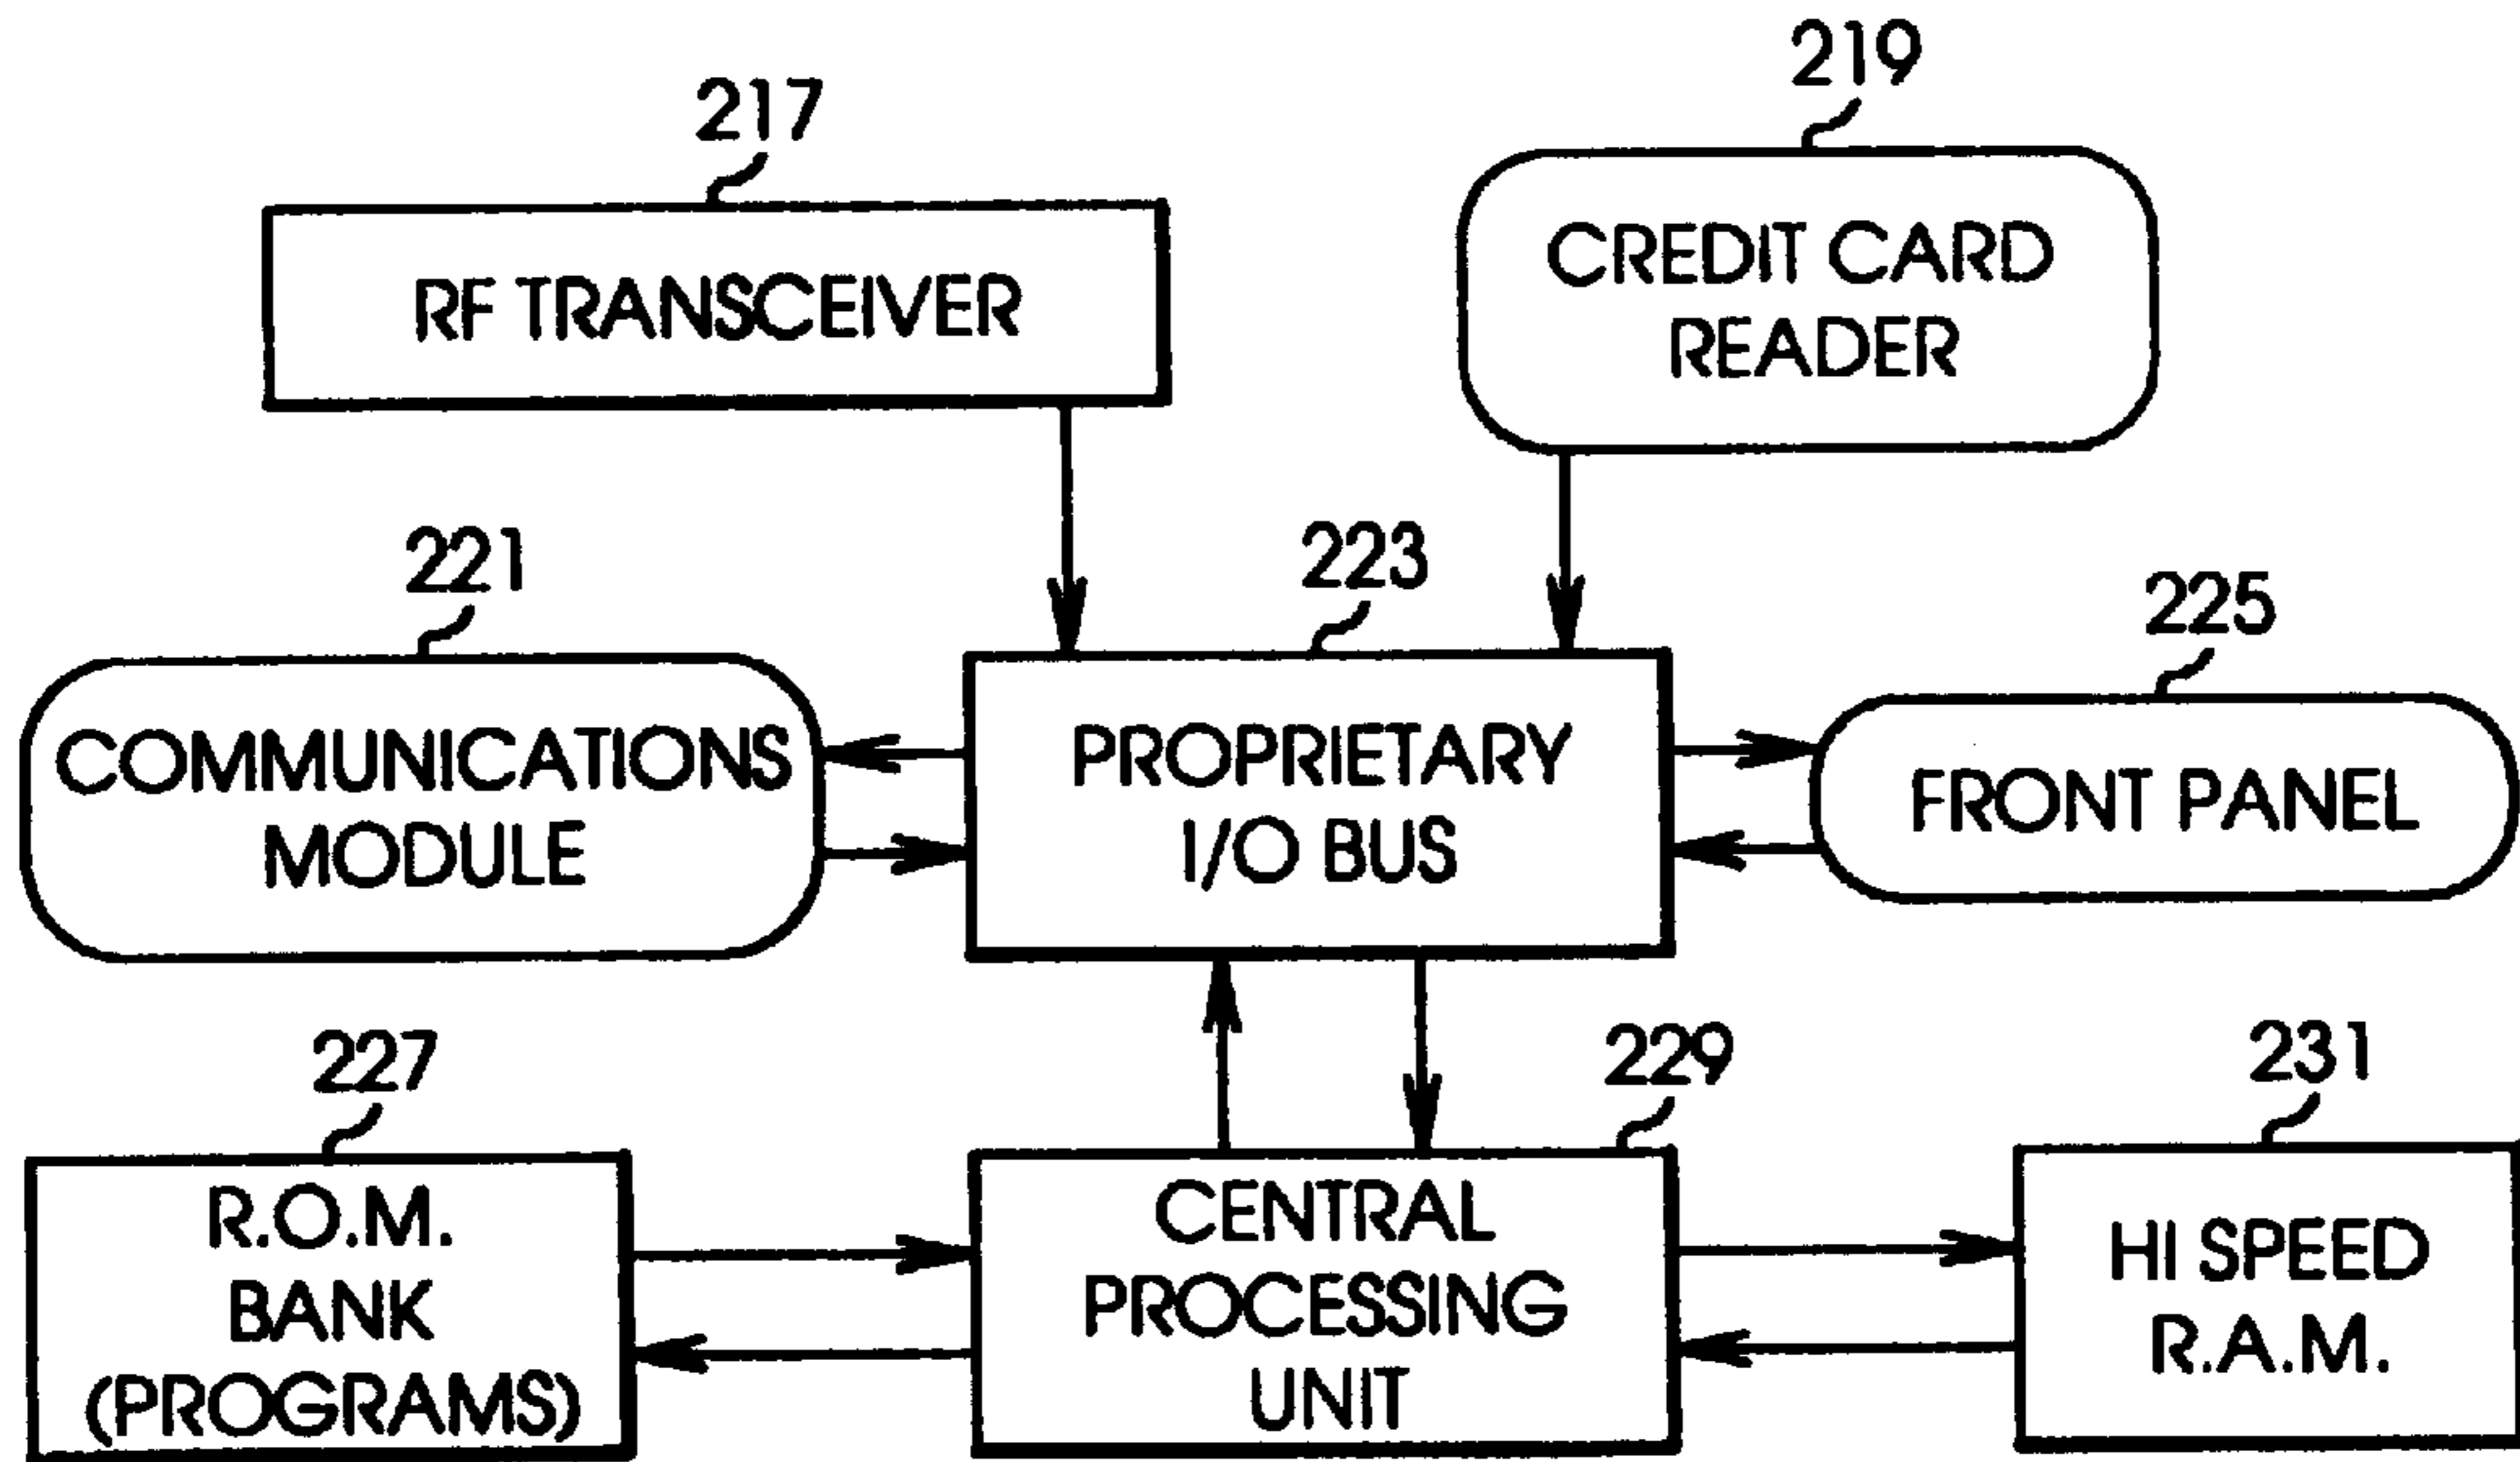 217
219
RF TRANSCEIVER
CREDIT CARD
READER
221
223
225
COMMUNICATIONS
MODULE
PROPRIETARY
I/O BUS
FRONT PANEL
227
229
231
R.O.M.
BANK
(PROGRAMS)
CENTRAL
PROCESSING
UNIT
HI SPEED
R.A.M.